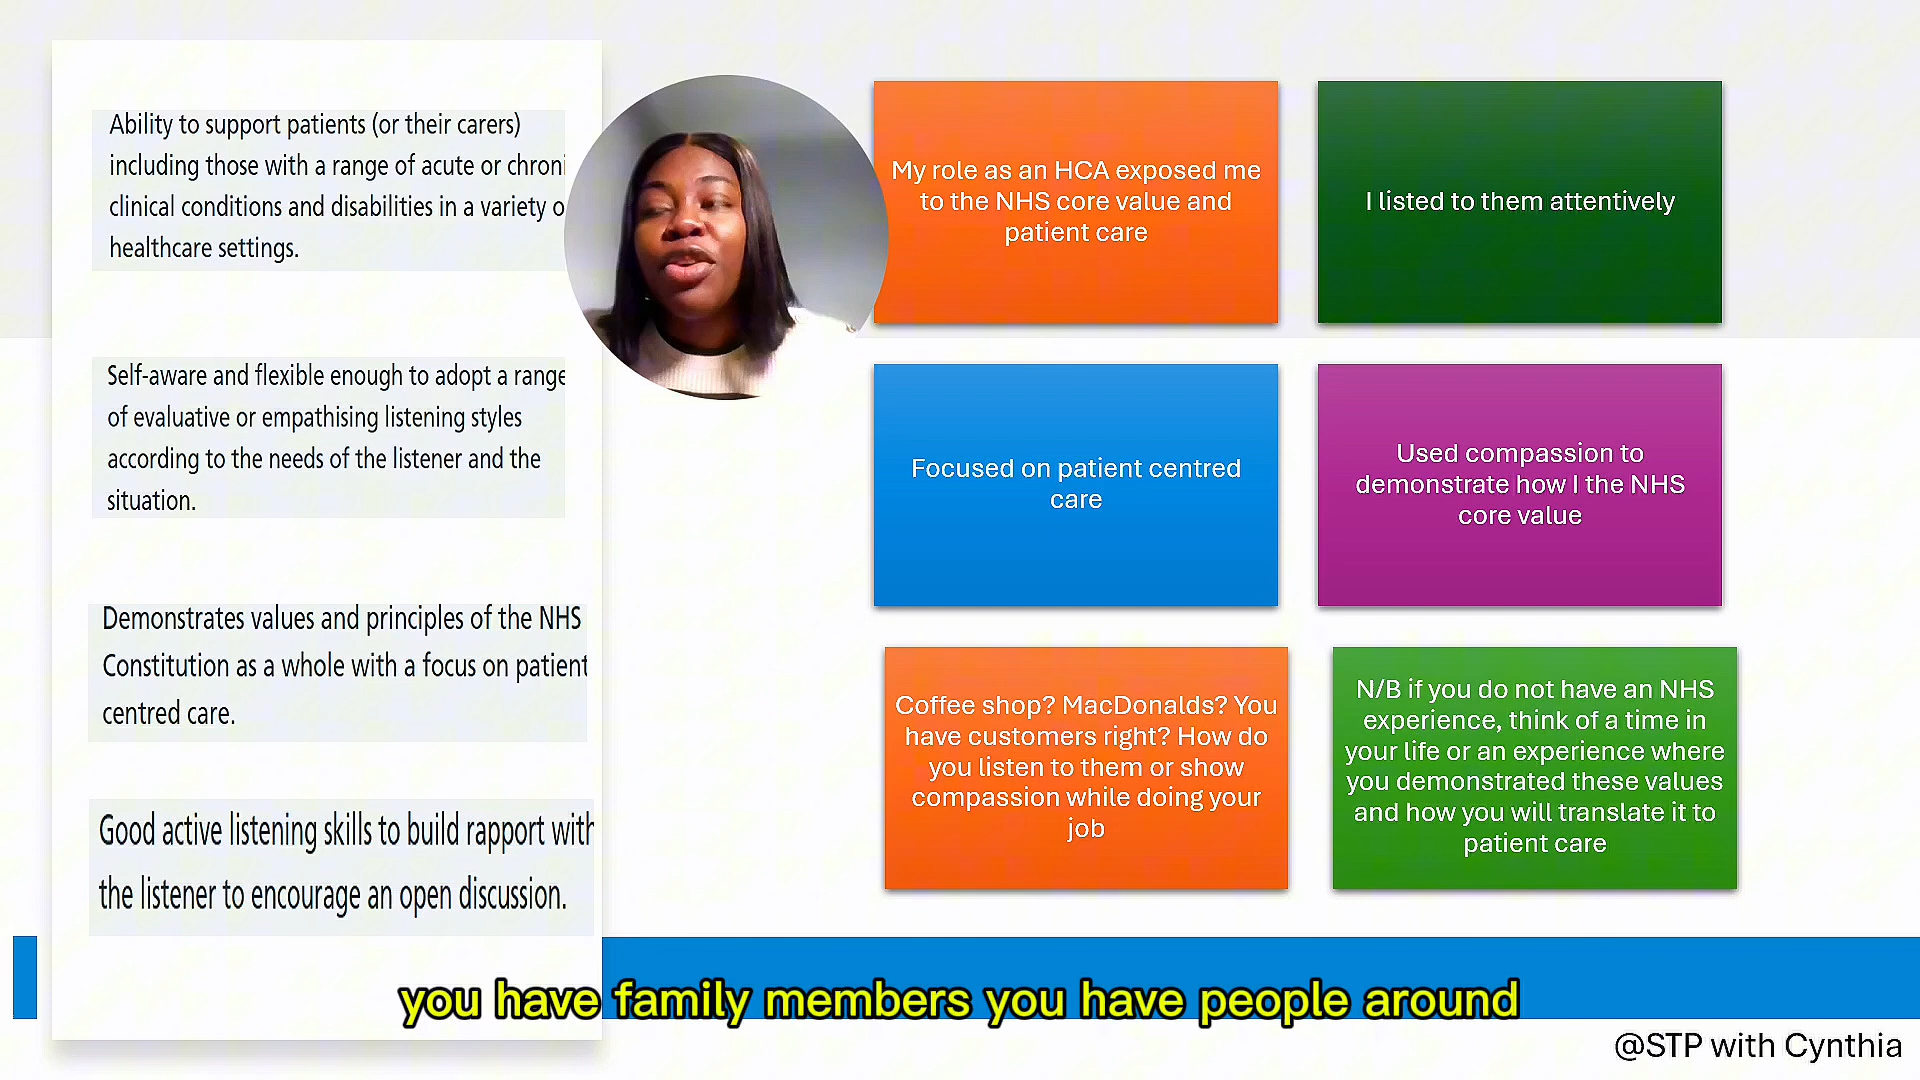 Ability to support patients (or their carers)
including those with a range of acute or chroni
clinical conditions and disabilities in a variety o
healthcare settings.
Self-aware and flexible enough to adopt a range
of evaluative or empathising listening styles
according to the needs of the listener and the
situation.
Demonstrates values and principles of the NHS
Constitution as a whole with a focus on patient
centred care.
Good active listening skills to build rapport with
the listener to encourage an open discussion.
My role as an HCA exposed me
to the NHS core value and
patient care
I listed to them attentively
Focused on patient centred
care
Used compassion to
demonstrate how I the NHS
core value
Coffee shop? MacDonalds? You
have customers right? How do
you listen to them or show
compassion while doing your
job
N/B if you do not have an NHS
experience, think of a time in
your life or an experience where
you demonstrated these values
and how you will translate it to
patient care
you have family members you have people around
@STP with Cynthia